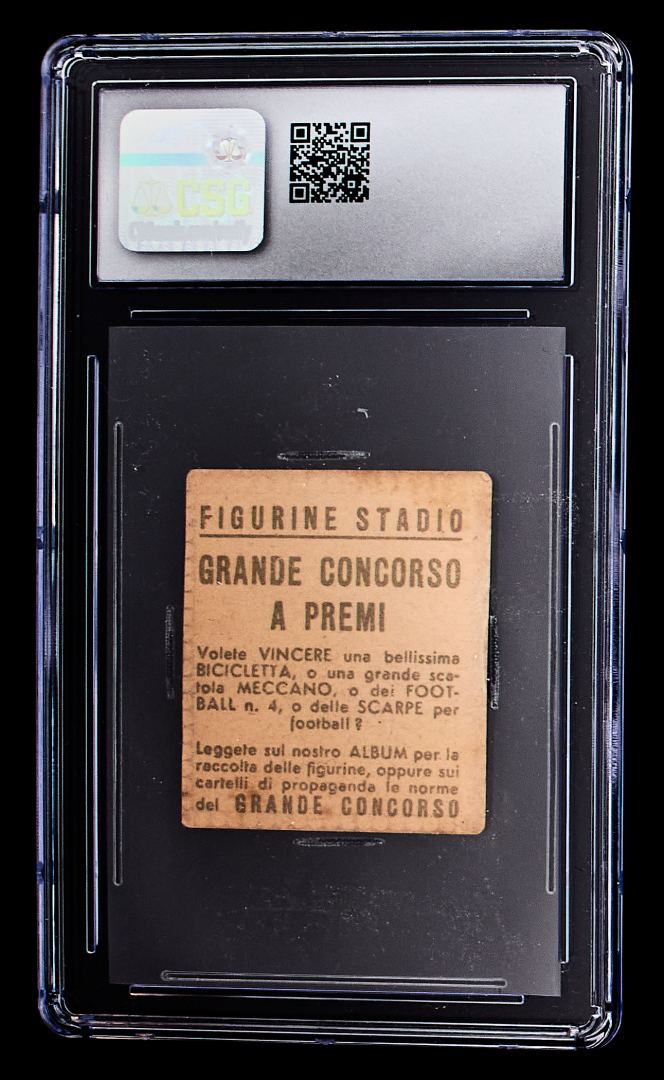 CSG
FIGURINE STADIO
GRANDE CONCORSO
A PREMI
Volete VINCERE una bellissima
BICICLETTA, o una grande sca-
tola MECCANO, o dei FOOT-
BALL n. 4, o delle SCARPE per
football ?
Leggete sul nostro ALBUM per la
raccolta delle figurine, oppure sui
cartelli di propaganda le norme
del GRANDE CONCORSO